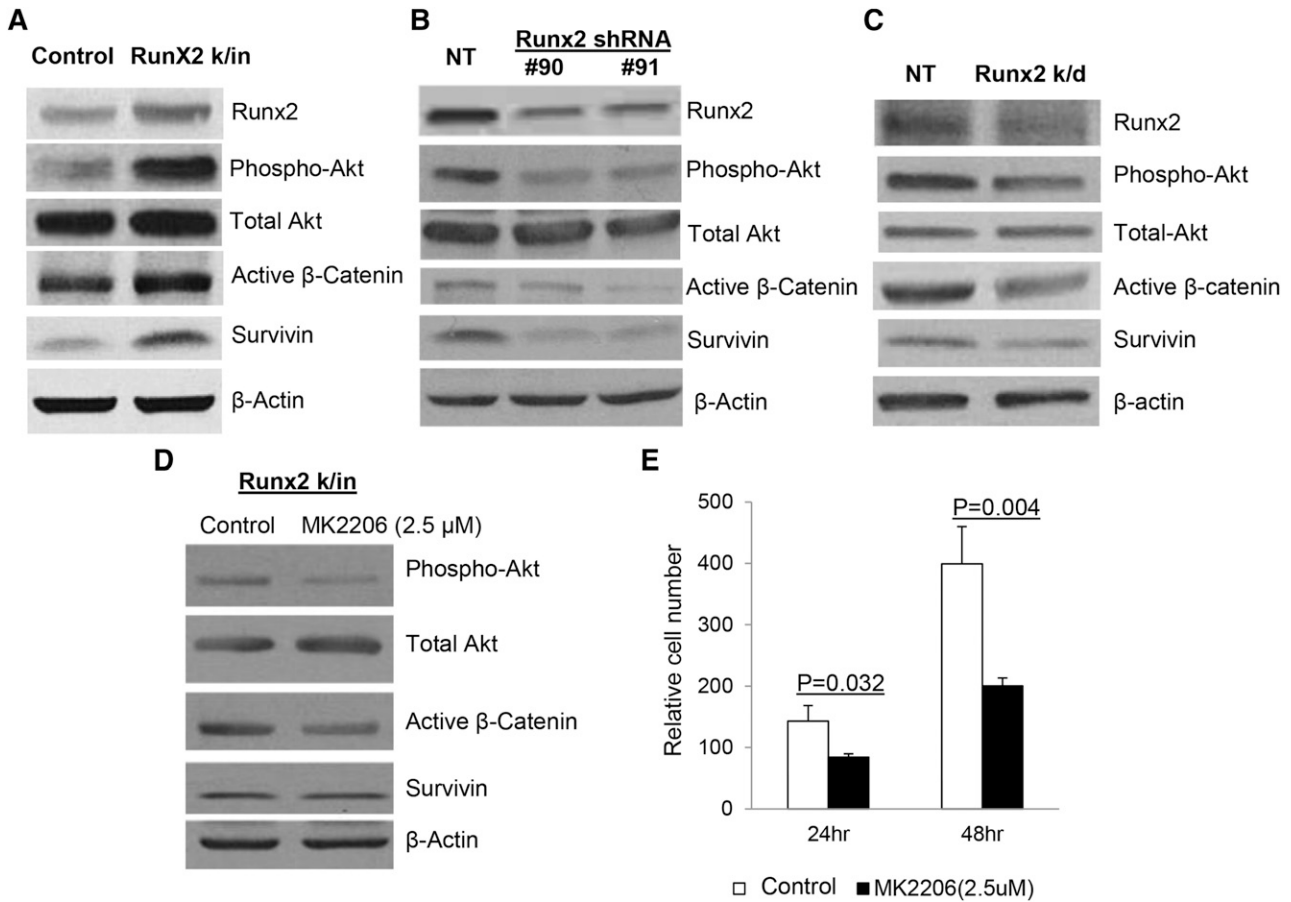 A
Control RunX2 k/in
Runx2
Phospho-Akt
Total Akt
Active β-Catenin
Survivin
β-Actin
B
NT Runx2 shRNA
#90 #91
Runx2
Phospho-Akt
Total Akt
Active β-Catenin
Survivin
β-Actin
C
NT Runx2 k/d
Runx2
Phospho-Akt
Total-Akt
Active β-catenin
Survivin
β-actin
D
Runx2 k/in
Control MK2206 (2.5 μM)
Phospho-Akt
Total Akt
Active β-Catenin
Survivin
β-Actin
E
Relative cell number
500
400
300
200
100
0
P=0.032
P=0.004
24hr 48hr
Control MK2206(2.5uM)